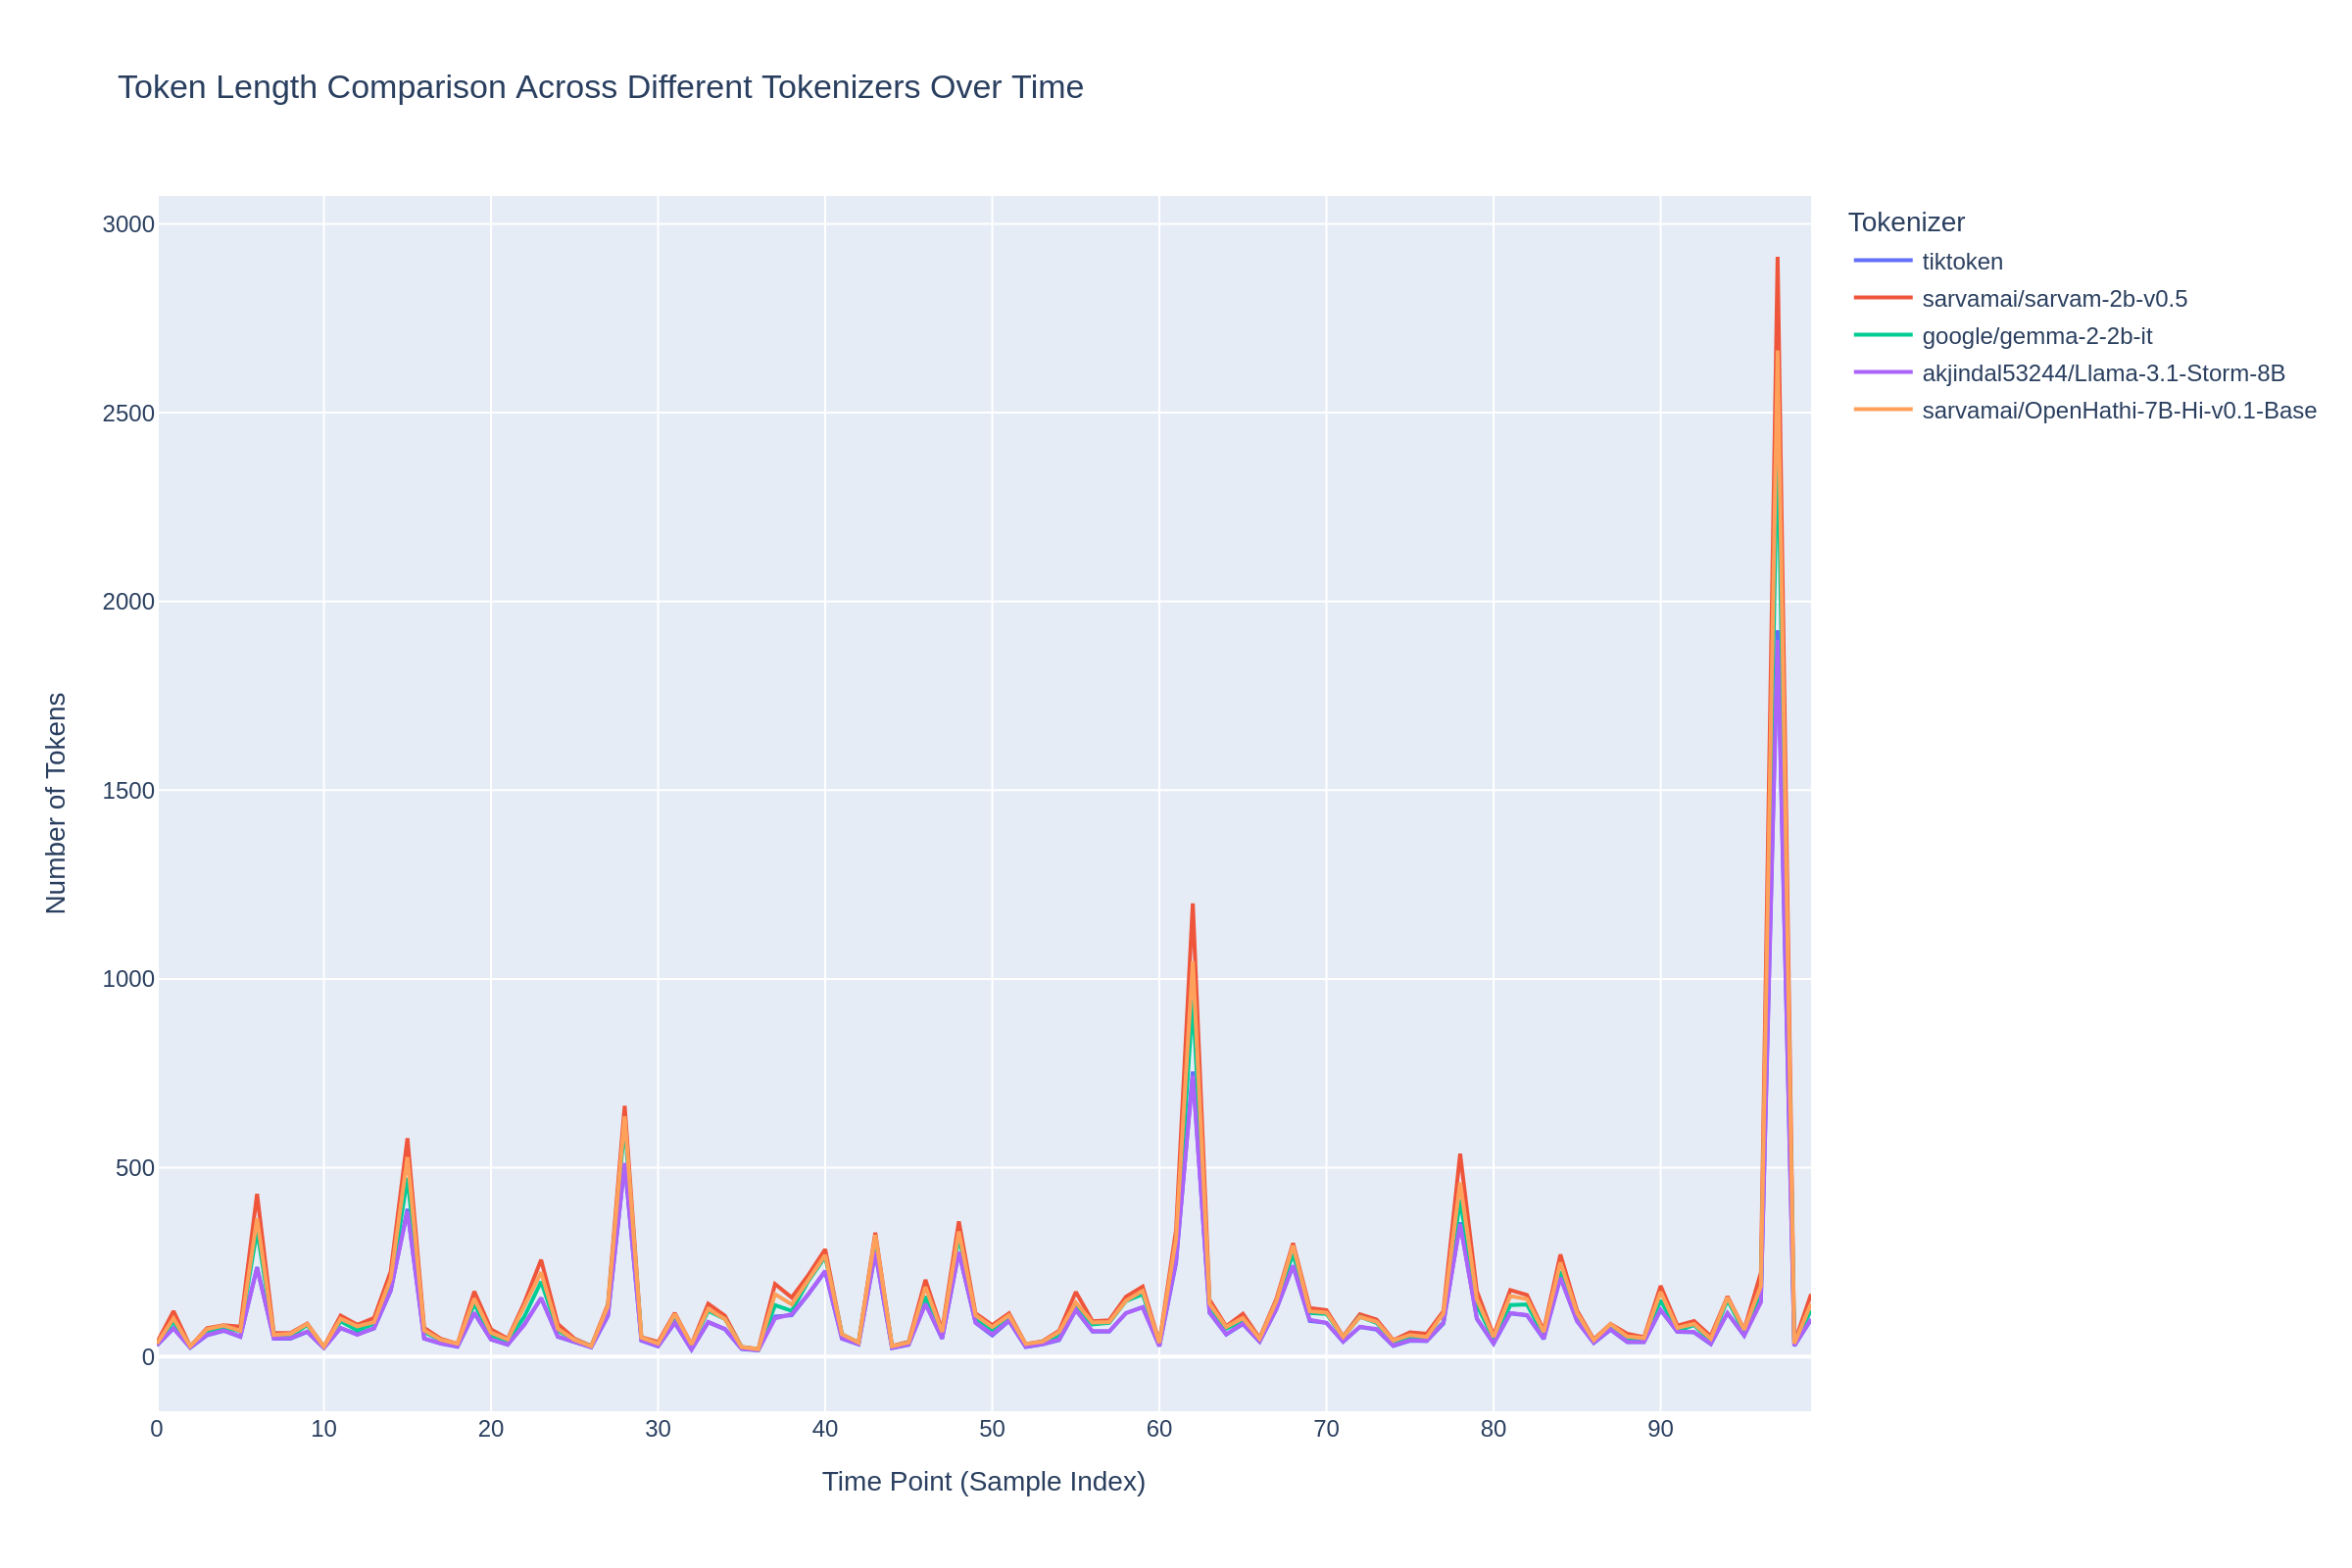 Token Length Comparison Across Different Tokenizers Over Time
Number of Tokens
3000
2500
2000
1500
1000
500
0
0 10 20 30 40 50 60 70 80 90
Time Point (Sample Index)
Tokenizer
tiktoken
sarvamai/sarvam-2b-v0.5
google/gemma-2-2b-it
akjindal53244/Llama-3.1-Storm-8B
sarvamai/OpenHathi-7B-Hi-v0.1-Base